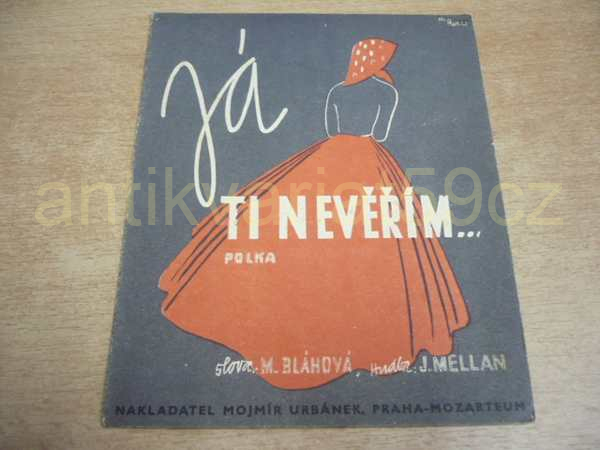 Já
TI NEVĚŘÍM...
POLKA
Slova: M. BLÁHOVÁ, Hudba: J. MELLAN
NAKLADATEL MOJMÍR URBÁNEK, PRAHA-MOZARTEUM